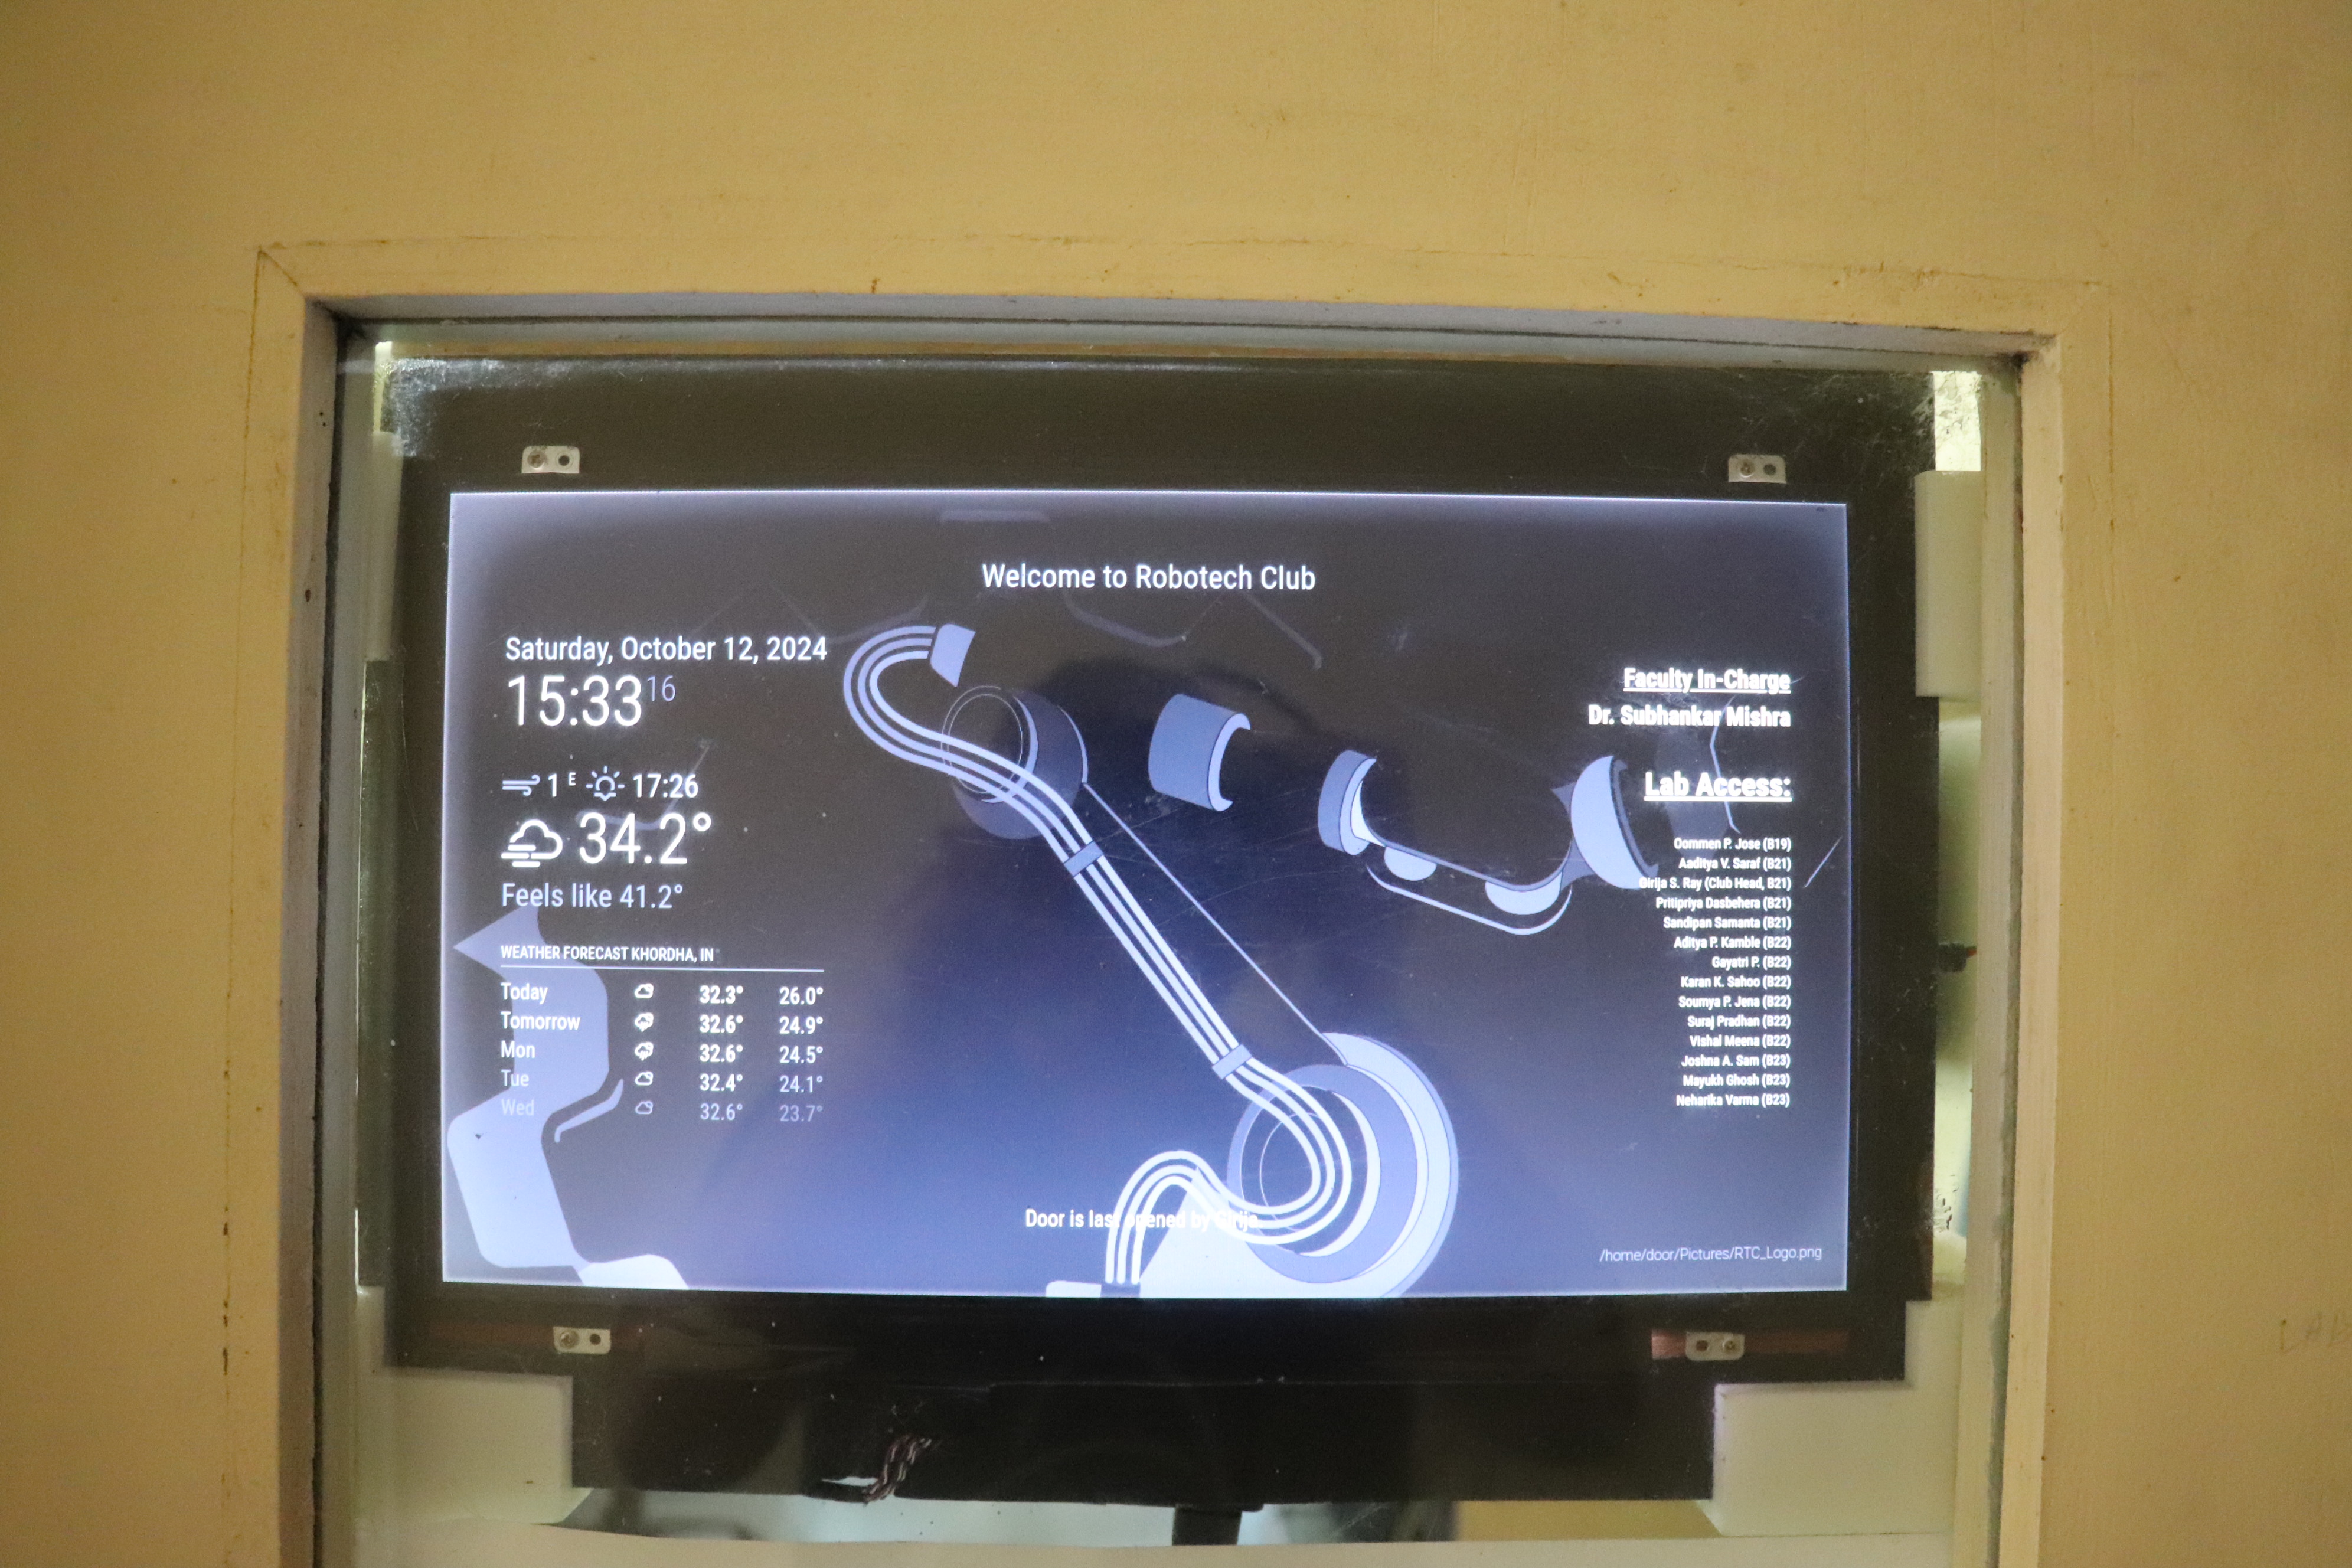 Welcome to Robotech Club
Saturday, October 12, 2024
15:33 16
1 E 17:26
34.2°
Feels like 41.2°
WEATHER FORECAST KHORDHA, IN
Today 32.3° 26.0°
Tomorrow 32.6° 24.9°
Mon 32.6° 24.5°
Tue 32.4° 24.1°
Wed 32.6° 23.7°
Faculty In-Charge
Dr. Subhankar Mishra
Lab Access:
Oommen P. Jose (B19)
Aaditya V. Saraf (B21)
Girija S. Ray (Club Head, B21)
Pritipriya Dasbehera (B21)
Sandipan Samanta (B21)
Aditya P. Kamble (B22)
Gayatri P. (B22)
Karan K. Sahoo (B22)
Soumya P. Jena (B22)
Suraj Pradhan (B22)
Vishal Meena (B22)
Joshna A. Sam (B23)
Mayukh Ghosh (B23)
Neharika Varma (B23)
Door is last opened by Girija
/home/door/Pictures/RTC_Logo.png